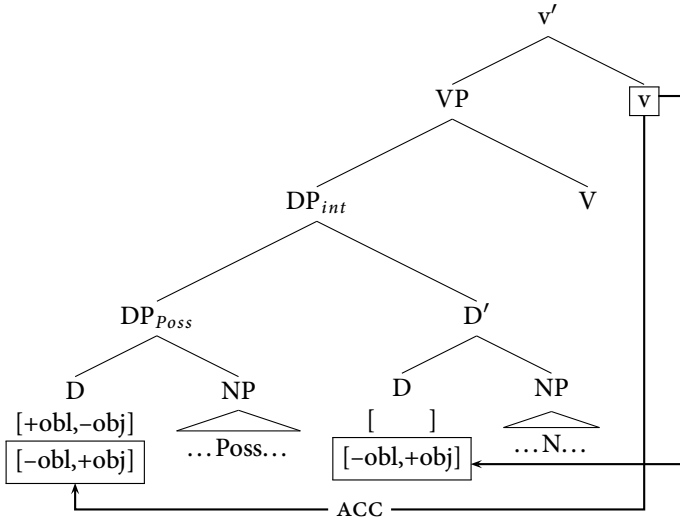 v′
VP v
DP_int V
DP_Poss D′
D NP D NP
[+obl,–obj] [ ]
[–obl,+obj] …Poss… [–obl,+obj] …N…
ACC